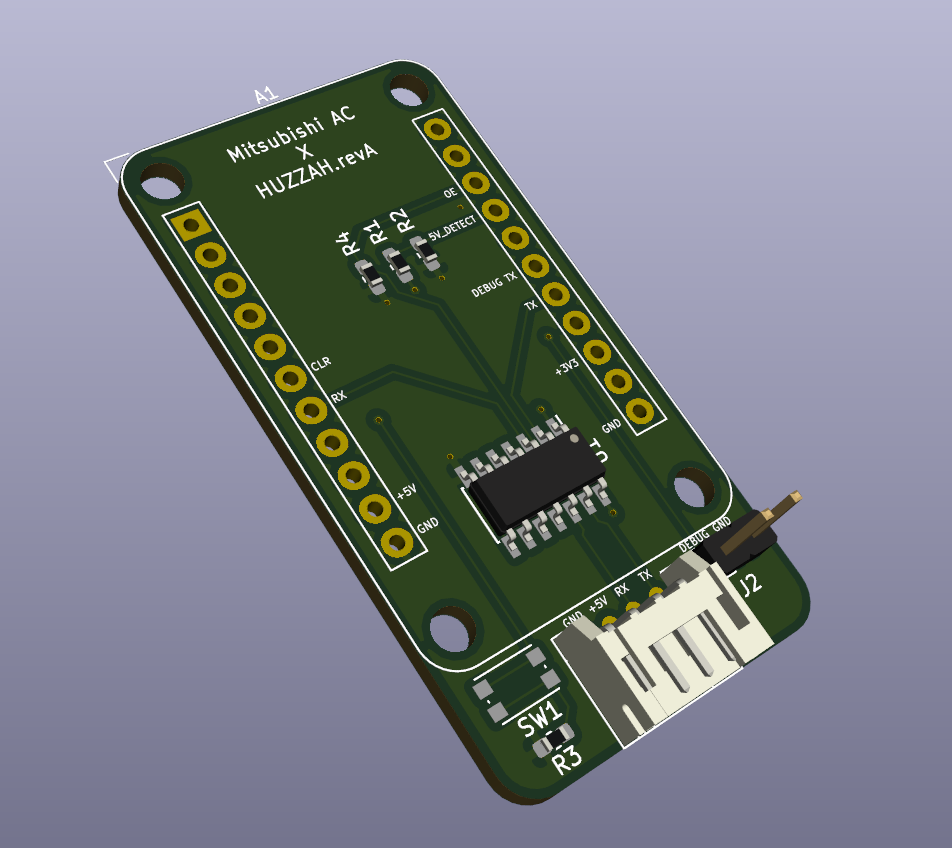 A1
Mitsubishi AC
X
HUZZAH.revA
OE
R4
R1
R2
5V_DETECT
DEBUG TX
TX
CLR
+3V3
RX
GND
+5V
GND
DEBUG GND
GND
+5V
RX
TX
J2
SW1
R3